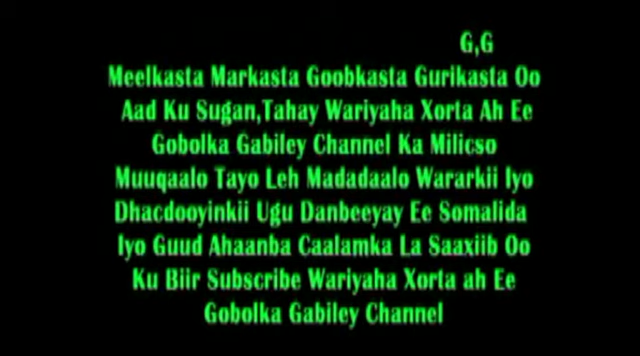 G,G
Meelkasta Markasta Goobkasta Gurikasta Oo
Aad Ku Sugan,Tahay Wariyaha Xorta Ah Ee
Gobolka Gabiley Channel Ka Milicso
Muuqaalo Tayo Leh Madadaalo Wararkii Iyo
Dhacdooyinkii Ugu Danbeeyay Ee Somalida
Iyo Guud Ahaanba Caalamka La Saaxiib Oo
Ku Biir Subscribe Wariyaha Xorta ah Ee
Gobolka Gabiley Channel